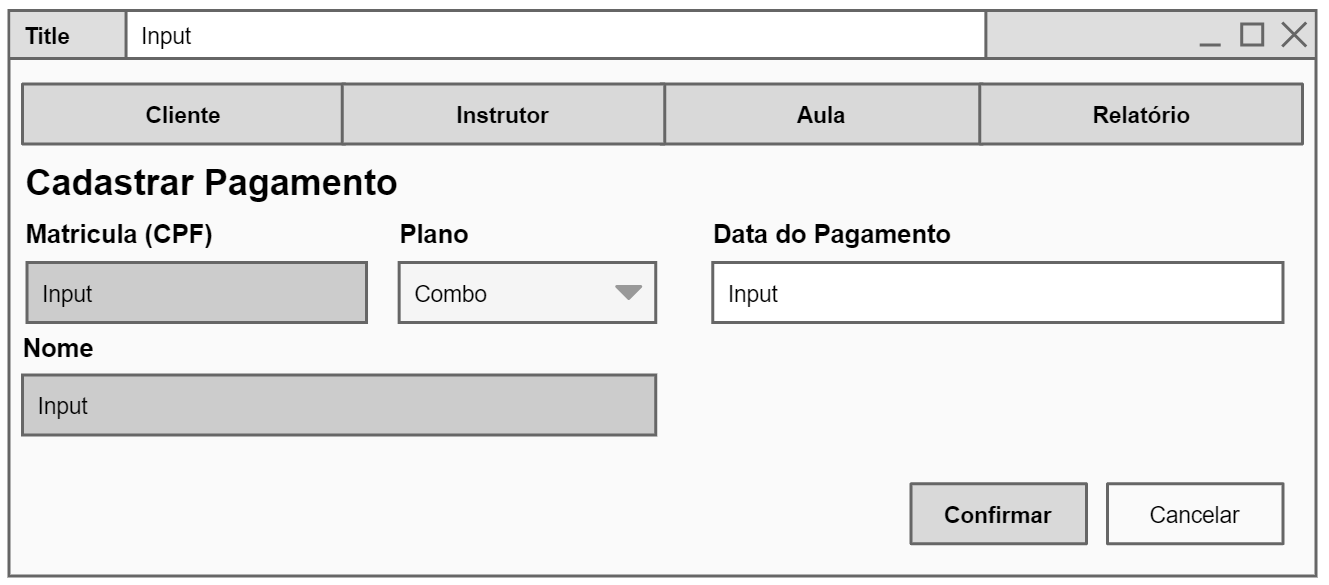 Title Input
Cliente Instrutor Aula Relatório
Cadastrar Pagamento
Matricula (CPF) Plano Data do Pagamento
Input Combo Input
Nome
Input
Confirmar Cancelar